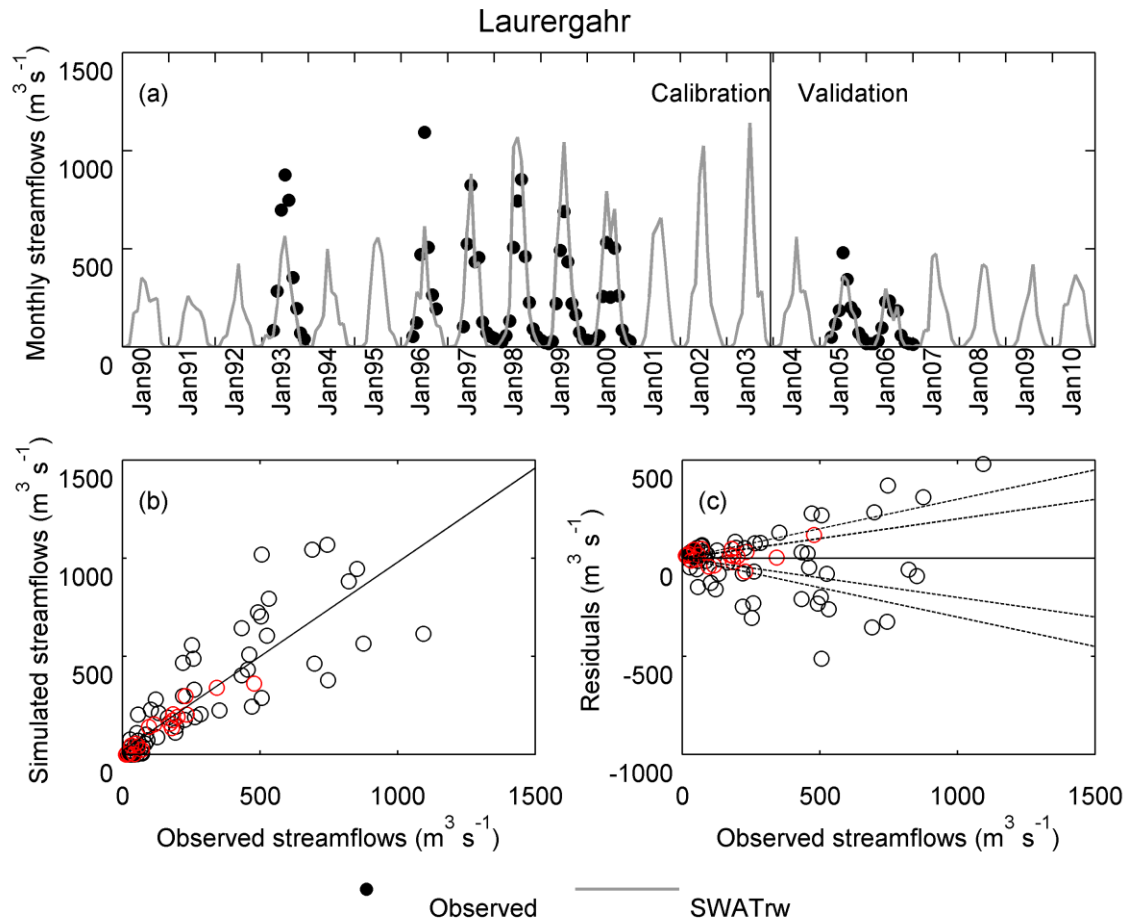 Laurergahr
Monthly streamflows (m³ s⁻¹)
1500
1000
500
0
(a)
Calibration
Validation
Jan90
Jan91
Jan92
Jan93
Jan94
Jan95
Jan96
Jan97
Jan98
Jan99
Jan00
Jan01
Jan02
Jan03
Jan04
Jan05
Jan06
Jan07
Jan08
Jan09
Jan10
Simulated streamflows (m³ s⁻¹)
1500
1000
500
0
(b)
0 500 1000 1500
Observed streamflows (m³ s⁻¹)
Residuals (m³ s⁻¹)
500
0
-500
-1000
(c)
0 500 1000 1500
Observed streamflows (m³ s⁻¹)
Observed
SWATrw